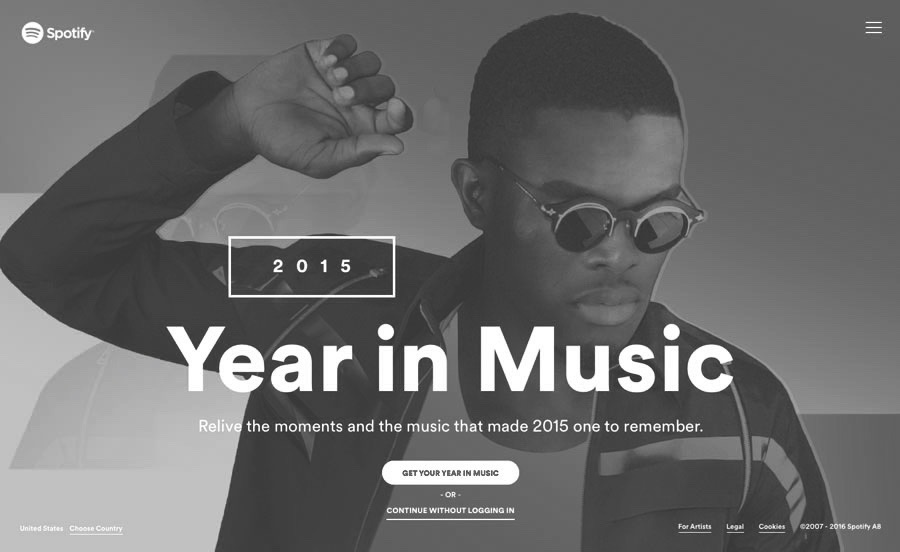 Spotify
2015
Year in Music
Relive the moments and the music that made 2015 one to remember.
GET YOUR YEAR IN MUSIC
- OR -
CONTINUE WITHOUT LOGGING IN
United States Choose Country
For Artists Legal Cookies ©2007 - 2016 Spotify AB